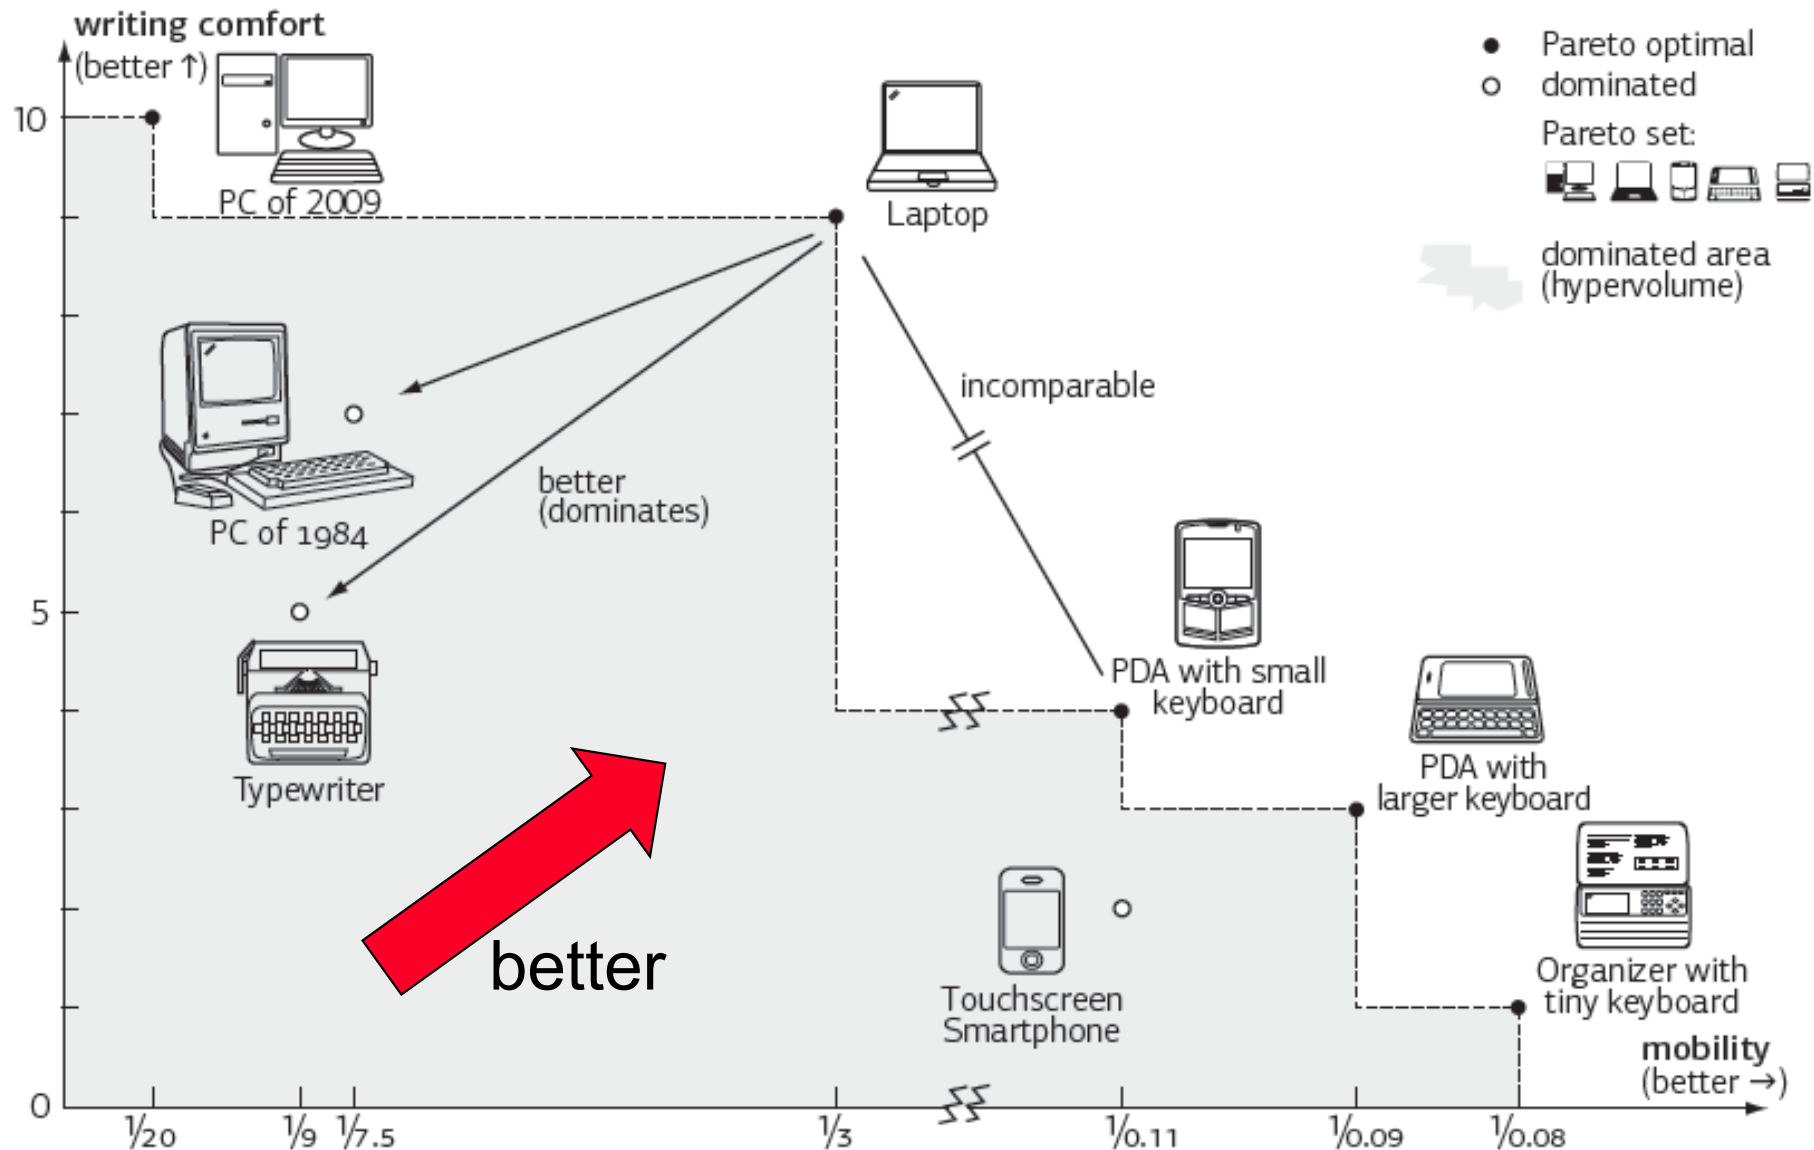 writing comfort
(better ↑)
10
5
0
PC of 2009
Laptop
Pareto optimal
dominated
Pareto set:
dominated area
(hypervolume)
incomparable
better
(dominates)
PC of 1984
Typewriter
PDA with small
keyboard
PDA with
larger keyboard
better
Touchscreen
Smartphone
Organizer with
tiny keyboard
mobility
(better →)
1/20
1/9
1/7.5
1/3
1/0.11
1/0.09
1/0.08